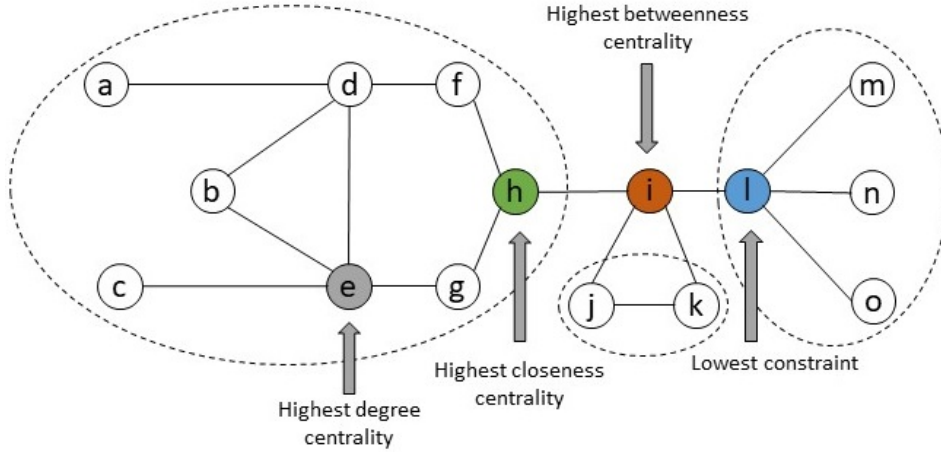 Highest betweenness
centrality
a
d
f
m
b
h
i
l
n
c
e
g
j
k
o
Highest degree
centrality
Highest closeness
centrality
Lowest constraint